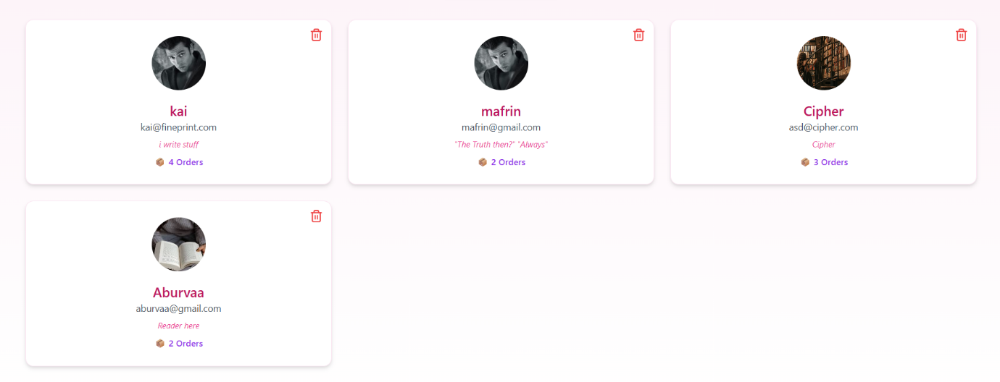 kai
kai@fineprint.com
i write stuff
📦 4 Orders
mafrin
mafrin@gmail.com
"The Truth then?" "Always"
📦 2 Orders
Cipher
asd@cipher.com
Cipher
📦 3 Orders
Aburvaa
aburvaa@gmail.com
Reader here
📦 2 Orders